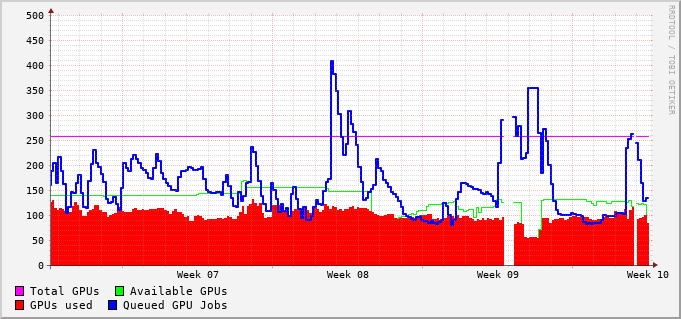 500
450
400
350
300
250
200
150
100
50
0
Week 07 Week 08 Week 09 Week 10
Total GPUs Available GPUs
GPUs used Queued GPU Jobs
RRDTOOL / TOBI OETIKER